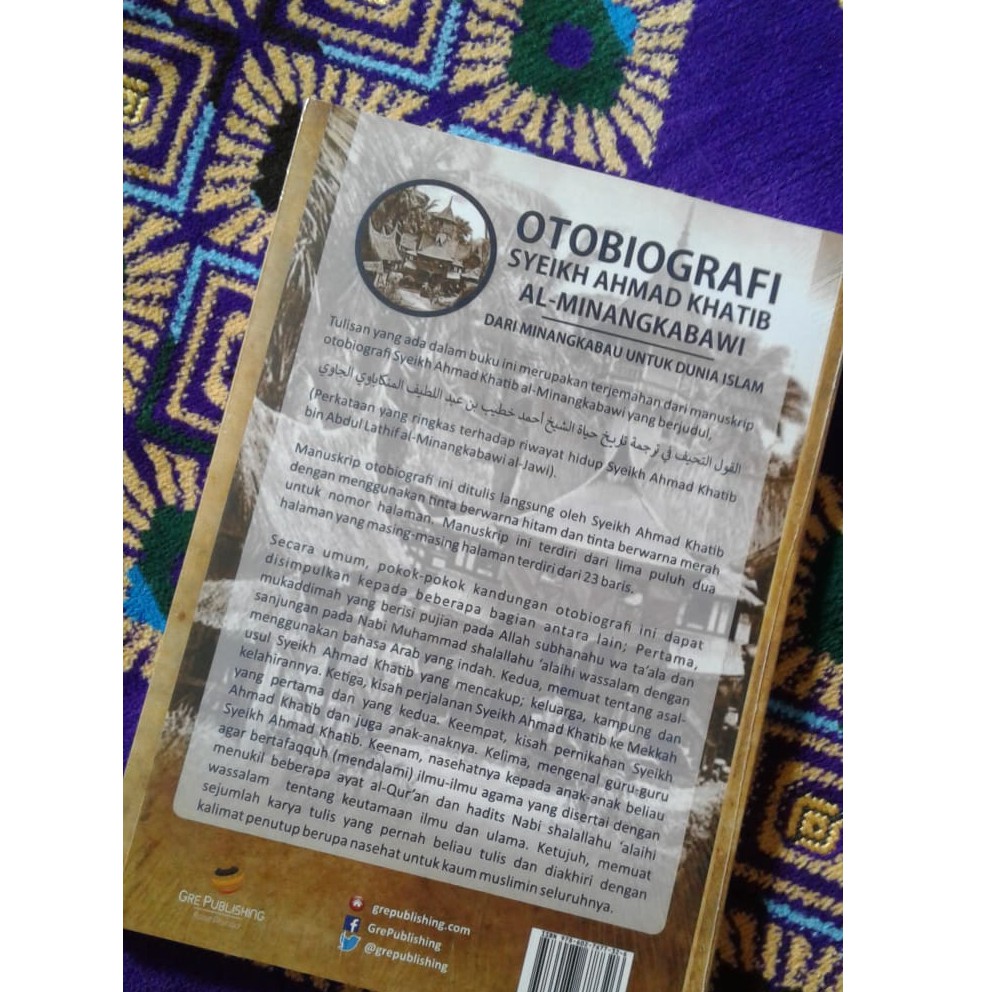 OTOBIOGRAFI
SYEIKH AHMAD KHATIB
AL-MINANGKABAWI
DARI MINANGKABAU UNTUK DUNIA ISLAM
Tulisan yang ada dalam buku ini merupakan terjemahan dari manuskrip
otobiografi Syeikh Ahmad Khatib al-Minangkabawi yang berjudul,
القول التحيف في ترجمة تاريخ حياة الشيخ أحمد خطيب بن عبد اللطيف المنكاباوي الجاوي
(Perkataan yang ringkas terhadap riwayat hidup Syeikh Ahmad Khatib
bin Abdul Lathif al-Minangkabawi al-Jawi).
Manuskrip otobiografi ini ditulis langsung oleh Syeikh Ahmad Khatib
dengan menggunakan tinta berwarna hitam dan tinta berwarna merah
untuk nomor halaman. Manuskrip ini terdiri dari lima puluh dua
halaman yang masing-masing halaman terdiri dari 23 baris.
Secara umum, pokok-pokok kandungan otobiografi ini dapat
disimpulkan kepada beberapa bagian antara lain; Pertama,
mukaddimah yang berisi pujian pada Allah subhanahu wa ta'ala dan
sanjungan pada Nabi Muhammad shalallahu 'alaihi wassalam dengan
menggunakan bahasa Arab yang indah. Kedua, memuat tentang asal-
usul Syeikh Ahmad Khatib yang mencakup; keluarga, kampung dan
kelahirannya. Ketiga, kisah perjalanan Syeikh Ahmad Khatib ke Mekkah
yang pertama dan yang kedua. Keempat, kisah pernikahan Syeikh
Ahmad Khatib dan juga anak-anaknya. Kelima, mengenal guru-guru
Syeikh Ahmad Khatib. Keenam, nasehatnya kepada anak-anak beliau
agar bertafaqquh (mendalami) ilmu-ilmu agama yang disertai dengan
menukil beberapa ayat al-Qur'an dan hadits Nabi shalallahu 'alaihi
wassalam tentang keutamaan ilmu dan ulama. Ketujuh, memuat
sejumlah karya tulis yang pernah beliau tulis dan diakhiri dengan
kalimat penutup berupa nasehat untuk kaum muslimin seluruhnya.
GRE PUBLISHING
grepublishing.com
GrePublishing
@grepublishing
ISBN